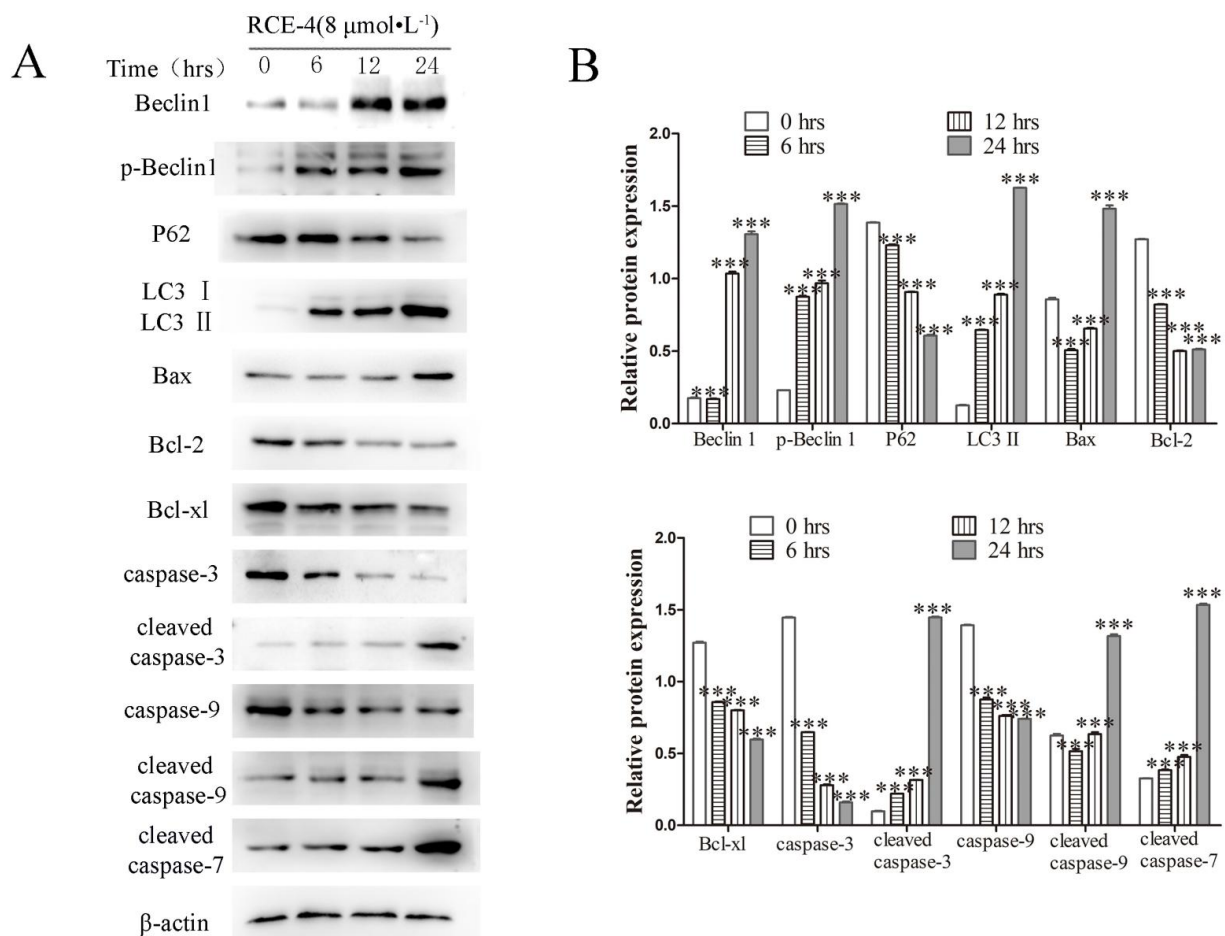 A
RCE-4(8 μmol•L-1)
Time（hrs） 0 6 12 24
Beclin1
p-Beclin1
P62
LC3 Ⅰ
LC3 Ⅱ
Bax
Bcl-2
Bcl-xl
caspase-3
cleaved
caspase-3
caspase-9
cleaved
caspase-9
cleaved
caspase-7
β-actin
B
0 hrs 12 hrs
6 hrs 24 hrs
Relative protein expression
2.0
1.5
1.0
0.5
0.0
*** *** ***
*** *** ***
*** *** ***
*** *** ***
*** *** ***
*** *** ***
Beclin 1 p-Beclin 1 P62 LC3 II Bax Bcl-2
0 hrs 12 hrs
6 hrs 24 hrs
Relative protein expression
2.0
1.5
1.0
0.5
0.0
*** *** ***
*** *** ***
*** *** ***
*** *** ***
*** *** ***
*** *** ***
Bcl-xl caspase-3 cleaved caspase-9 cleaved cleaved
caspase-3 caspase-9 caspase-7